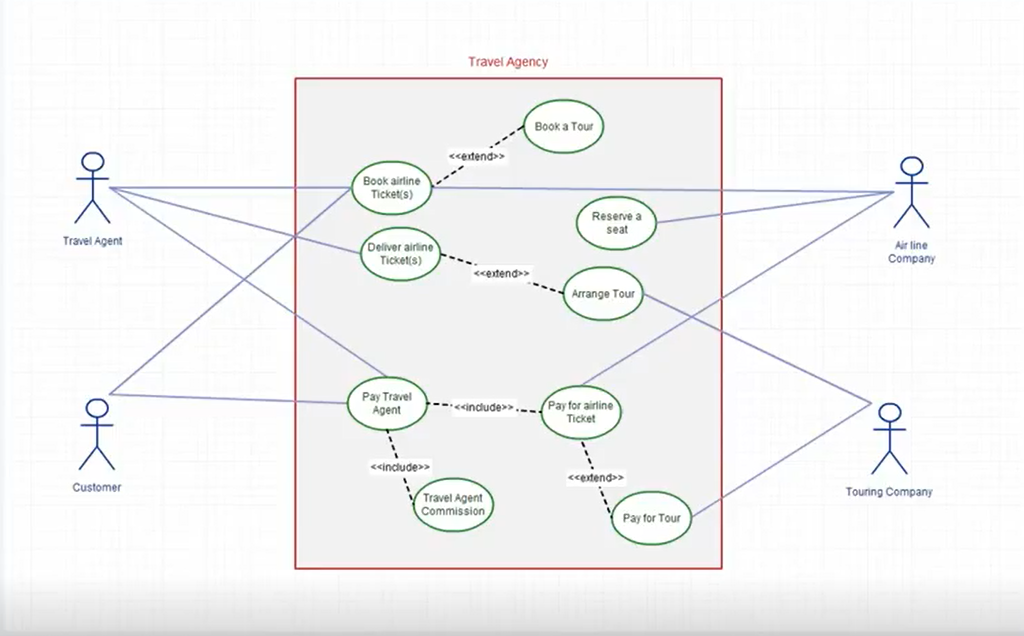 Travel Agency
Book a Tour
<<extend>>
Book airline
Ticket(s)
Travel Agent
Reserve a
seat
Air line
Company
Deliver airline
Ticket(s)
<<extend>>
Arrange Tour
Pay Travel
Agent
<<include>>
Pay for airline
Ticket
Customer
<<include>>
<<extend>>
Touring Company
Travel Agent
Commission
Pay for Tour